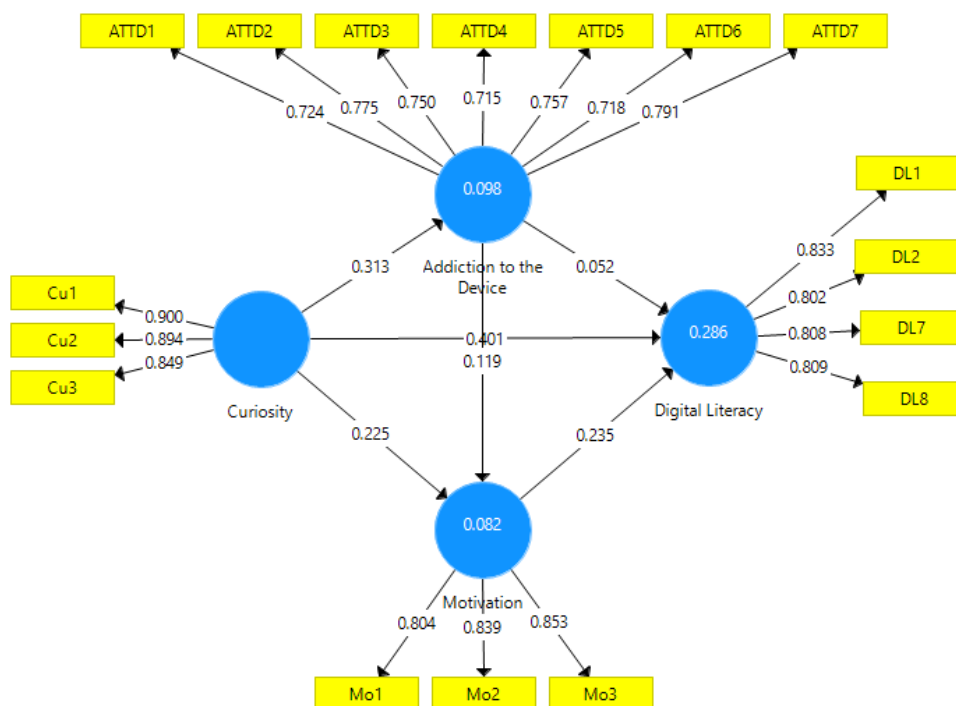 ATTD1 ATTD2 ATTD3 ATTD4 ATTD5 ATTD6 ATTD7
0.724 0.775 0.750 0.715 0.757 0.718 0.791
0.098
DL1
0.833
Addiction to the
Device
0.313
0.052
DL2
0.802
Cu1
0.900
Cu2
0.894
Cu3
0.849
Curiosity
0.401
0.119
0.286
Digital Literacy
DL7
0.808
DL8
0.809
0.225
0.235
0.082
Motivation
0.804 0.839 0.853
Mo1 Mo2 Mo3